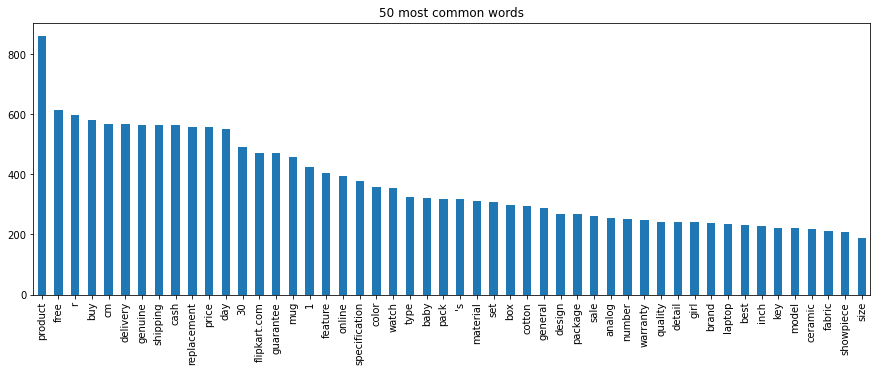 50 most common words
800
600
400
200
0
product
free
r
buy
cm
delivery
genuine
shipping
cash
replacement
price
day
30
flipkart.com
guarantee
mug
1
feature
online
specification
color
watch
type
baby
pack
's
material
set
box
cotton
general
design
package
sale
analog
number
warranty
quality
detail
girl
brand
laptop
best
inch
key
model
ceramic
fabric
showpiece
size